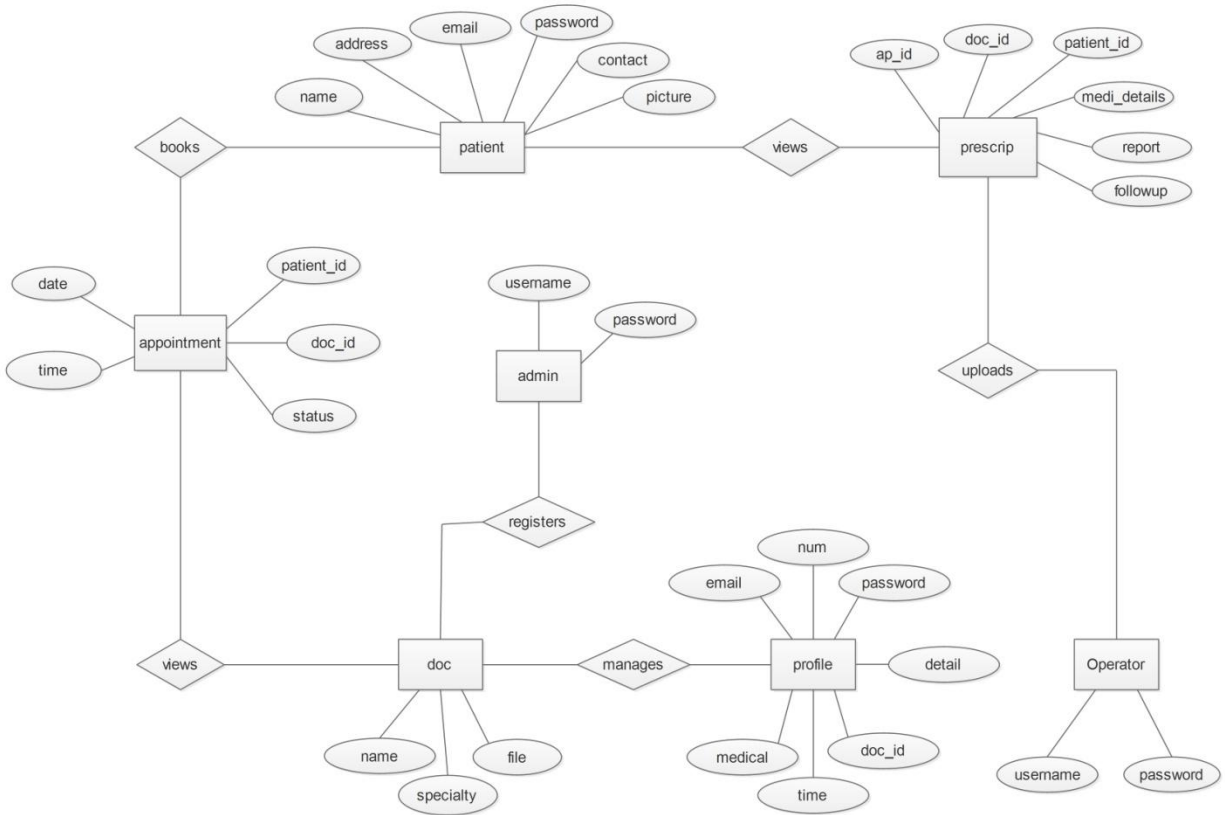 email
password
address
contact
name
picture
books
patient
views
ap_id
doc_id
patient_id
medi_details
prescrip
report
followup
date
patient_id
appointment
doc_id
time
status
username
password
admin
uploads
registers
num
email
password
views
doc
manages
profile
detail
Operator
name
file
specialty
medical
doc_id
time
username
password